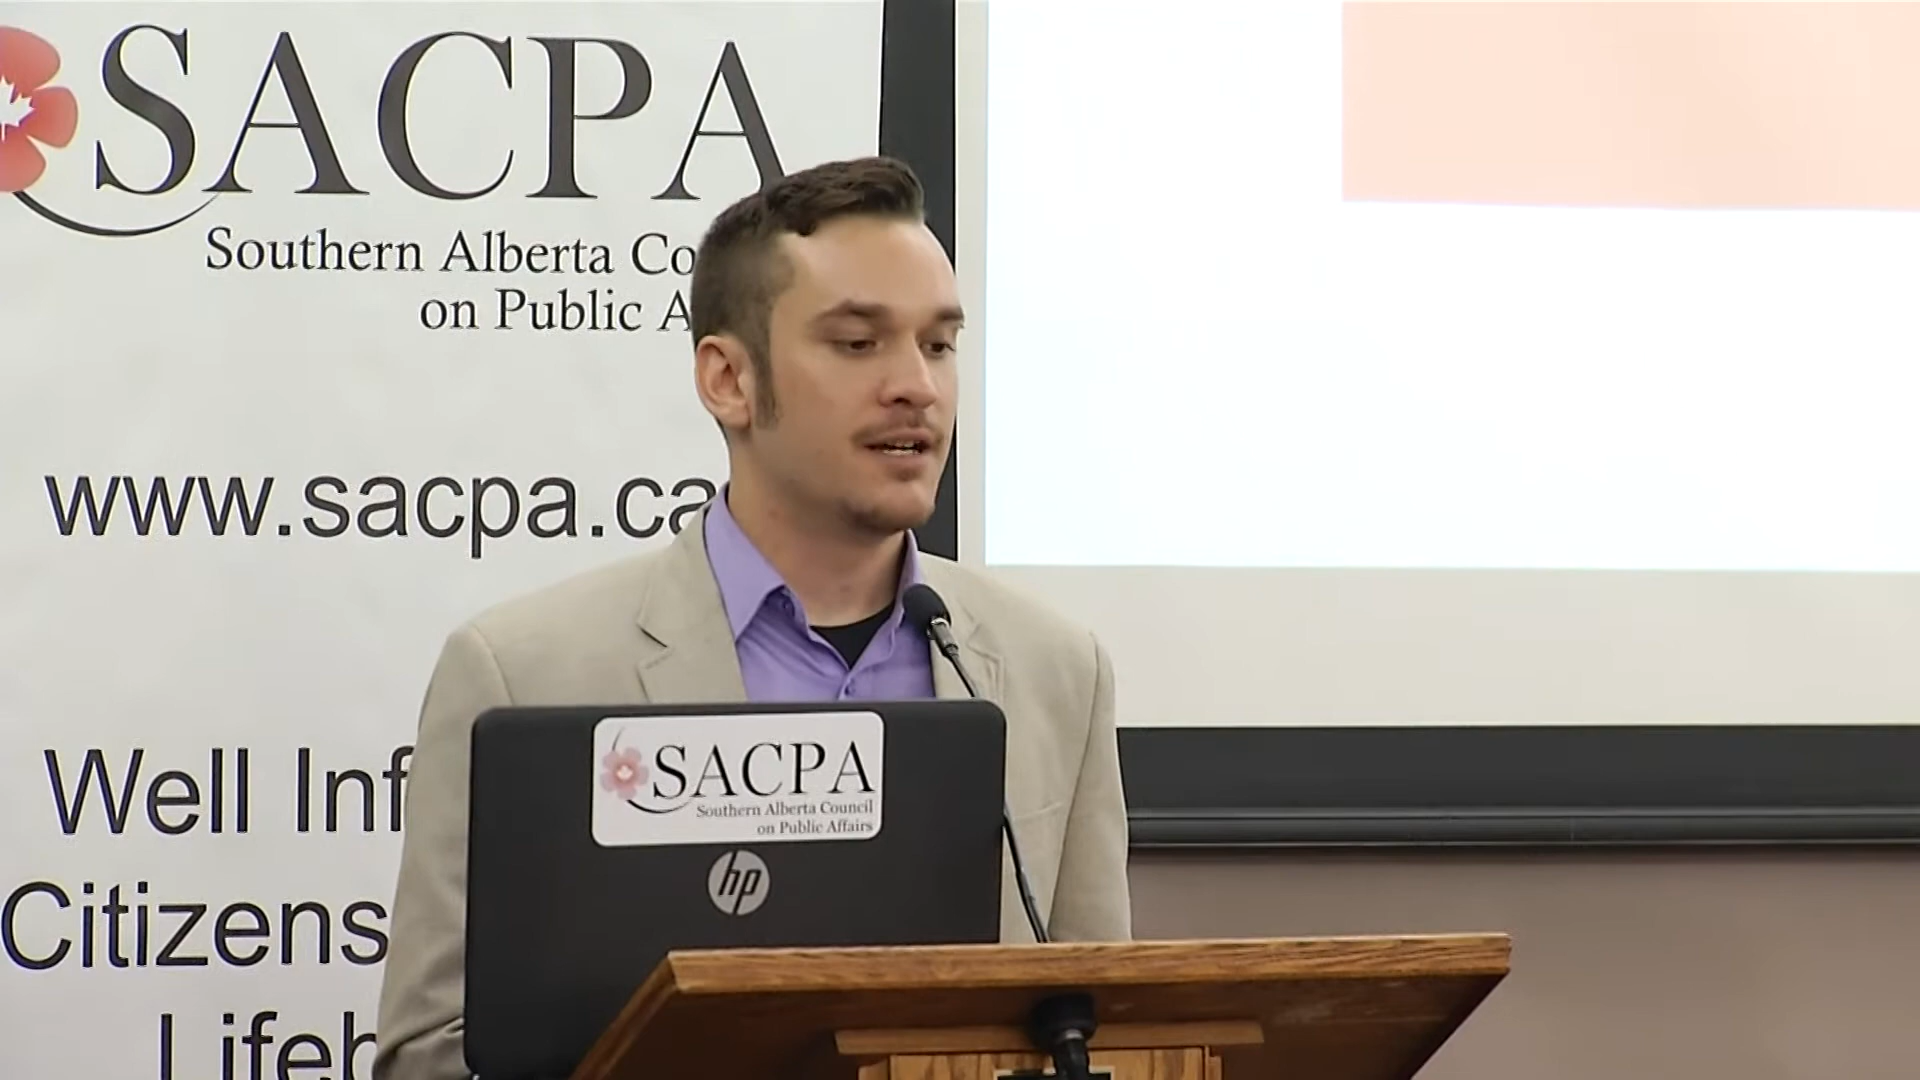 SACPA
Southern Alberta Co
on Public A
www.sacpa.ca
Well Inf
Citizens
Lifeb
SACPA
Southern Alberta Council
on Public Affairs
hp